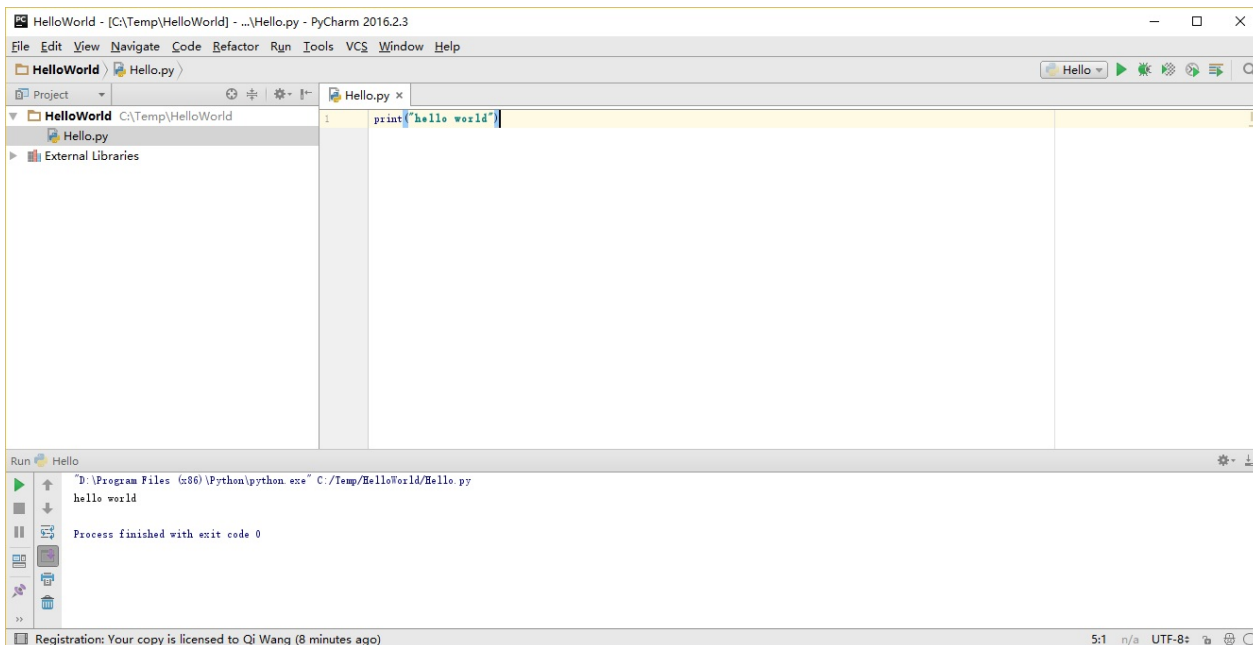 HelloWorld - [C:\Temp\HelloWorld] - ...\Hello.py - PyCharm 2016.2.3
File Edit View Navigate Code Refactor Run Tools VCS Window Help
HelloWorld Hello.py Hello
Project Hello.py
HelloWorld C:\Temp\HelloWorld
Hello.py
External Libraries
1 print("hello world")
Run Hello
"D:\Program Files (x86)\Python\python.exe" C:/Temp/HelloWorld/Hello.py
hello world
Process finished with exit code 0
Registration: Your copy is licensed to Qi Wang (8 minutes ago) 5:1 n/a UTF-8